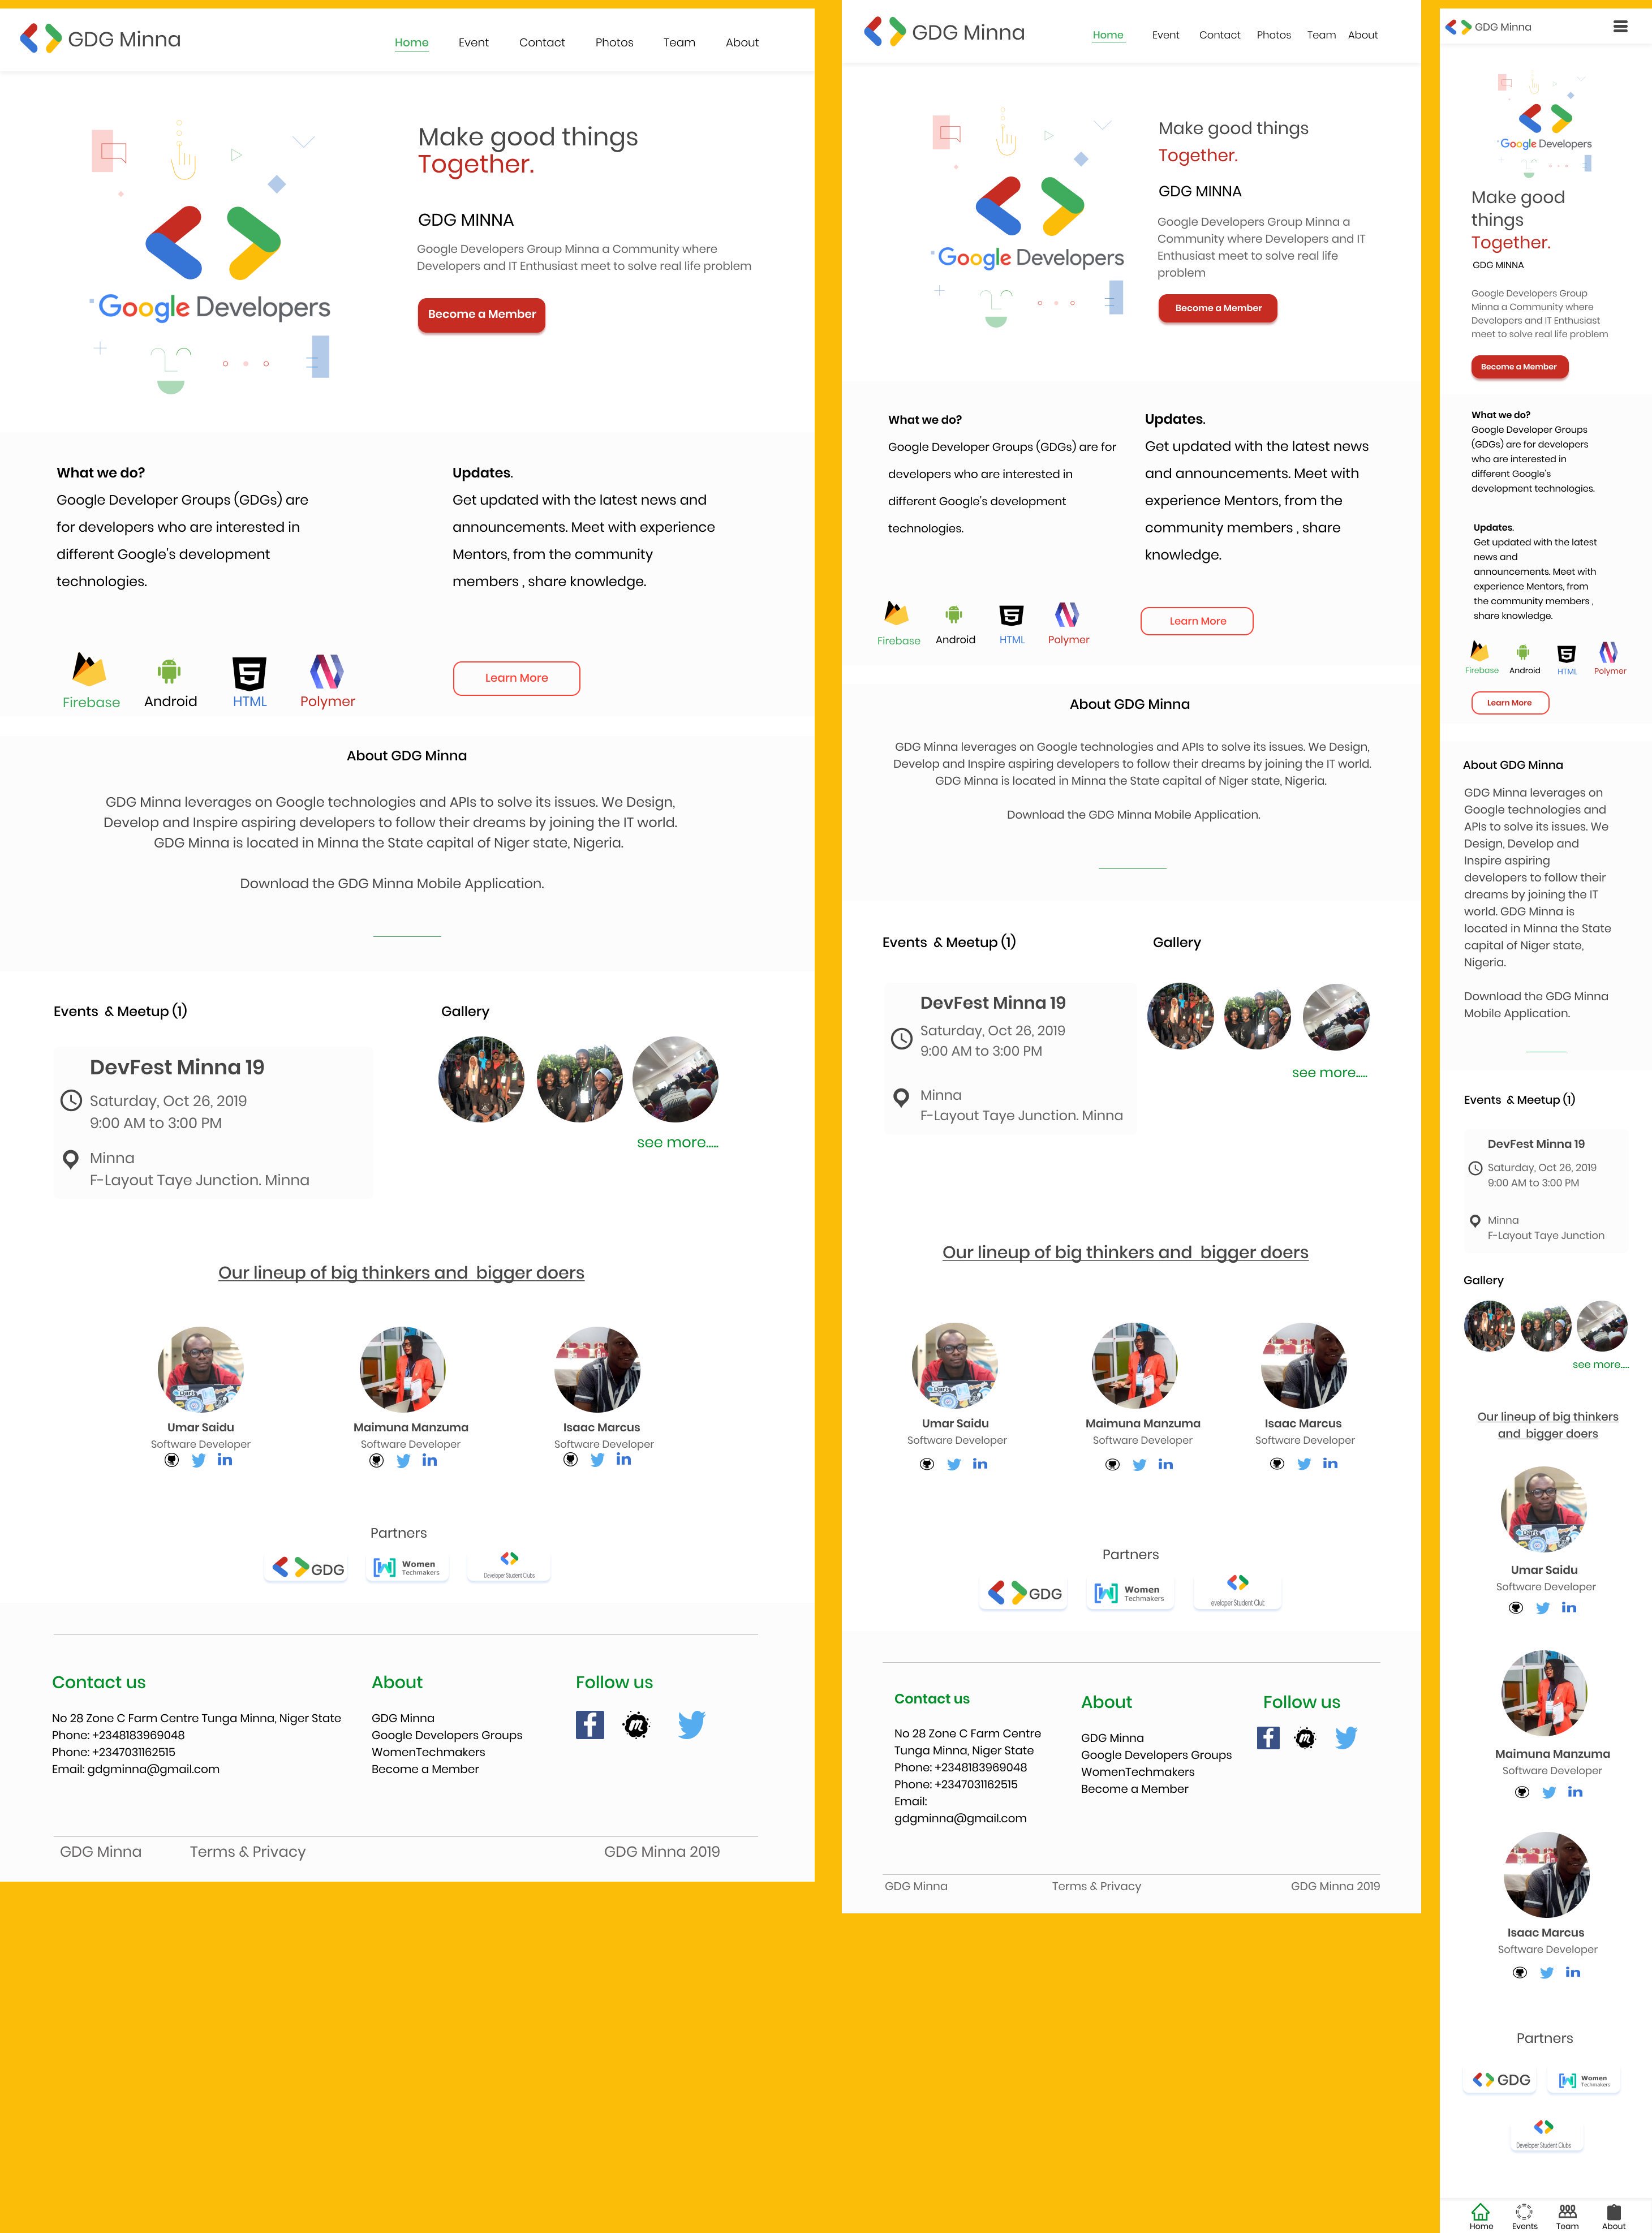 GDG Minna
Home Event Contact Photos Team About
Google Developers
Make good things
Together.
GDG MINNA
Google Developers Group Minna a Community where
Developers and IT Enthusiast meet to solve real life problem
Become a Member
What we do?
Google Developer Groups (GDGs) are
for developers who are interested in
different Google's development
technologies.
Updates.
Get updated with the latest news and
announcements. Meet with experience
Mentors, from the community
members , share knowledge.
Firebase Android HTML Polymer
Learn More
About GDG Minna
GDG Minna leverages on Google technologies and APIs to solve its issues. We Design,
Develop and Inspire aspiring developers to follow their dreams by joining the IT world.
GDG Minna is located in Minna the State capital of Niger state, Nigeria.
Download the GDG Minna Mobile Application.
Events & Meetup (1)
DevFest Minna 19
Saturday, Oct 26, 2019
9:00 AM to 3:00 PM
Minna
F-Layout Taye Junction. Minna
Gallery
see more.....
Our lineup of big thinkers and bigger doers
Umar Saidu
Software Developer
Maimuna Manzuma
Software Developer
Isaac Marcus
Software Developer
Partners
GDG
Women
Techmakers
Developer Student Clubs
Contact us
No 28 Zone C Farm Centre Tunga Minna, Niger State
Phone: +2348183969048
Phone: +2347031162515
Email: gdgminna@gmail.com
About
GDG Minna
Google Developers Groups
WomenTechmakers
Become a Member
Follow us
GDG Minna Terms & Privacy GDG Minna 2019
GDG Minna
Home Event Contact Photos Team About
Google Developers
Make good things
Together.
GDG MINNA
Google Developers Group Minna a
Community where Developers and IT
Enthusiast meet to solve real life
problem
Become a Member
What we do?
Google Developer Groups (GDGs) are for
developers who are interested in
different Google's development
technologies.
Updates.
Get updated with the latest news
and announcements. Meet with
experience Mentors, from the
community members , share
knowledge.
Firebase Android HTML Polymer
Learn More
About GDG Minna
GDG Minna leverages on Google technologies and APIs to solve its issues. We Design,
Develop and Inspire aspiring developers to follow their dreams by joining the IT world.
GDG Minna is located in Minna the State capital of Niger state, Nigeria.
Download the GDG Minna Mobile Application.
Events & Meetup (1)
DevFest Minna 19
Saturday, Oct 26, 2019
9:00 AM to 3:00 PM
Minna
F-Layout Taye Junction. Minna
Gallery
see more.....
Our lineup of big thinkers and bigger doers
Umar Saidu
Software Developer
Maimuna Manzuma
Software Developer
Isaac Marcus
Software Developer
Partners
GDG
Women
Techmakers
eveloper Student Clut
Contact us
No 28 Zone C Farm Centre
Tunga Minna, Niger State
Phone: +2348183969048
Phone: +2347031162515
Email:
gdgminna@gmail.com
About
GDG Minna
Google Developers Groups
WomenTechmakers
Become a Member
Follow us
GDG Minna Terms & Privacy GDG Minna 2019
GDG Minna
Google Developers
Make good
things
Together.
GDG MINNA
Google Developers Group
Minna a Community where
Developers and IT Enthusiast
meet to solve real life problem
Become a Member
What we do?
Google Developer Groups
(GDGs) are for developers
who are interested in
different Google's
development technologies.
Updates.
Get updated with the latest
news and
announcements. Meet with
experience Mentors, from
the community members ,
share knowledge.
Firebase Android HTML Polymer
Learn More
About GDG Minna
GDG Minna leverages on
Google technologies and
APIs to solve its issues. We
Design, Develop and
Inspire aspiring
developers to follow their
dreams by joining the IT
world. GDG Minna is
located in Minna the State
capital of Niger state,
Nigeria.
Download the GDG Minna
Mobile Application.
Events & Meetup (1)
DevFest Minna 19
Saturday, Oct 26, 2019
9:00 AM to 3:00 PM
Minna
F-Layout Taye Junction
Gallery
see more.....
Our lineup of big thinkers
and bigger doers
Umar Saidu
Software Developer
Maimuna Manzuma
Software Developer
Isaac Marcus
Software Developer
Partners
GDG
Women
Techmakers
Developer Student Clubs
Home Events Team About